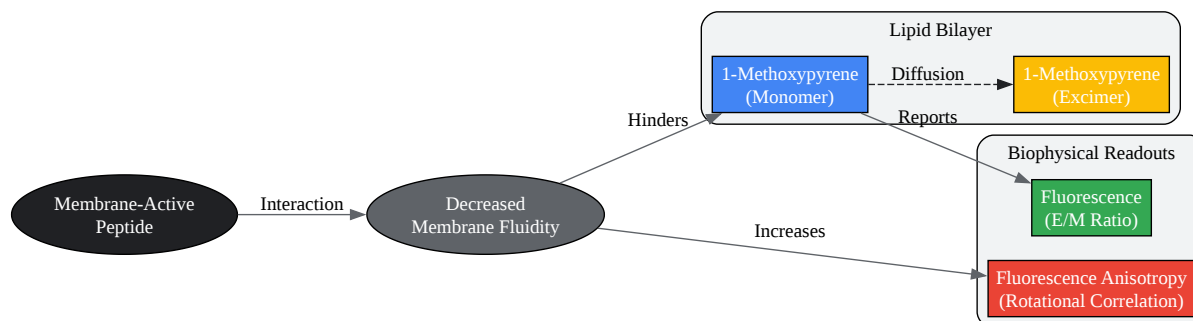 Lipid Bilayer
1-Methoxypyrene
(Monomer)
Diffusion
1-Methoxypyrene
(Excimer)
Hinders
Reports
Biophysical Readouts
Membrane-Active
Peptide
Interaction
Decreased
Membrane Fluidity
Fluorescence
(E/M Ratio)
Increases
Fluorescence Anisotropy
(Rotational Correlation)